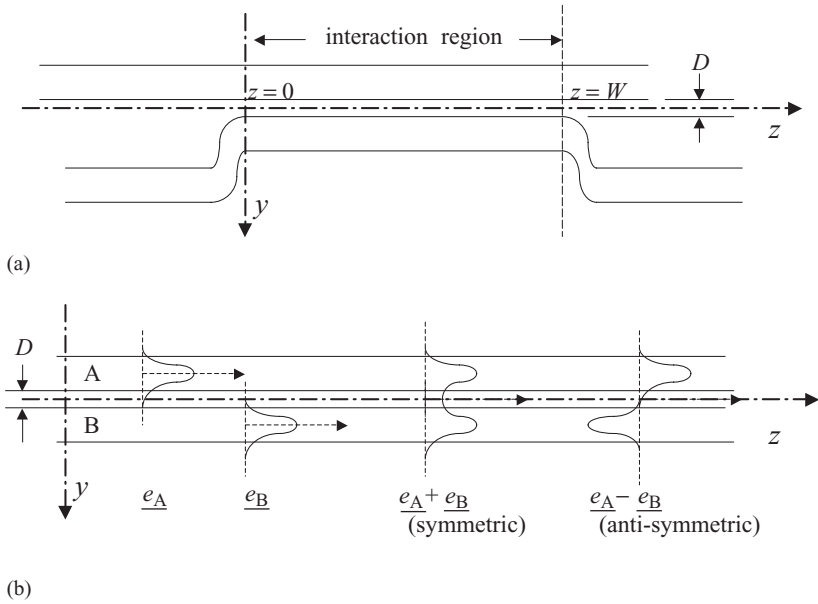 interaction region
D
z = 0
z = W
z
y
(a)
D
A
B
z
y
e_A
e_B
e_A + e_B
(symmetric)
e_A − e_B
(anti-symmetric)
(b)